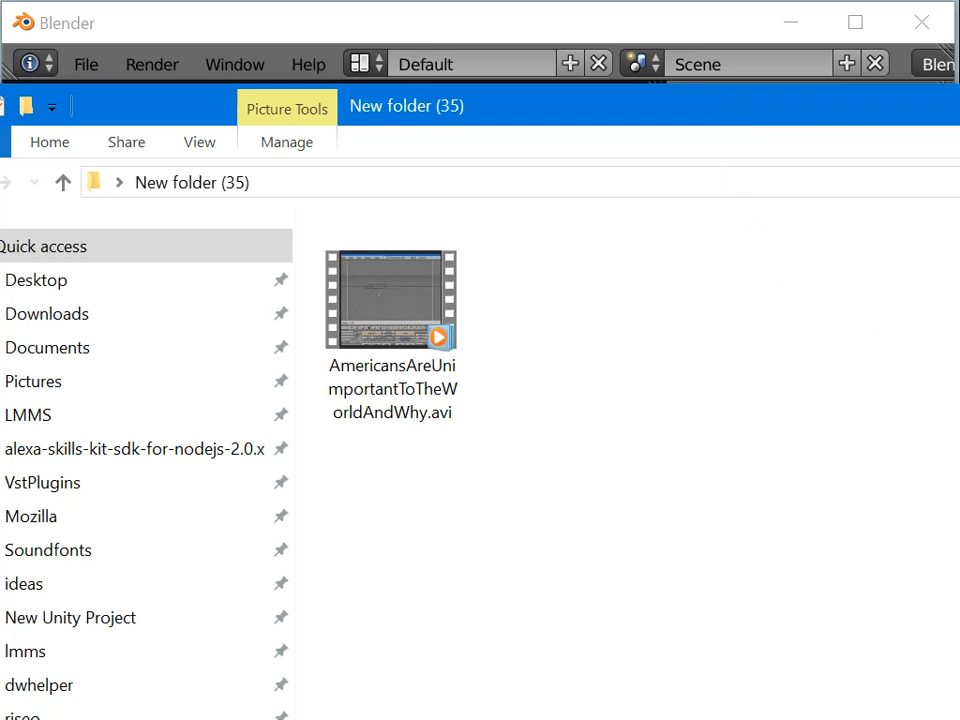 Blender
File Render Window Help Default Scene Blen
Picture Tools New folder (35)
Home Share View Manage
New folder (35)
Quick access
Desktop
Downloads
Documents
Pictures
LMMS
alexa-skills-kit-sdk-for-nodejs-2.0.x
VstPlugins
Mozilla
Soundfonts
ideas
New Unity Project
lmms
dwhelper
riseo
AmericansAreUni
mportantToTheW
orldAndWhy.avi